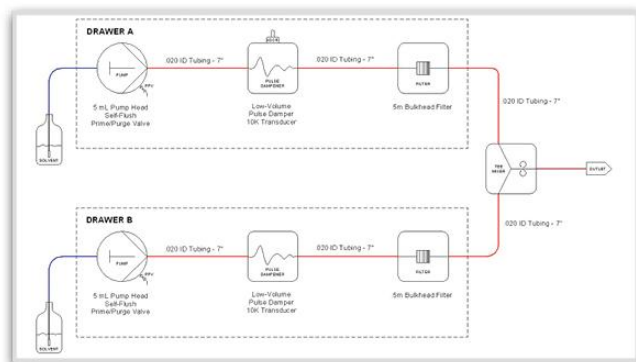 DRAWER A
.020 ID Tubing - 7"
.020 ID Tubing - 7"
PUMP
PPV
PULSE
DAMPENER
FILTER
5 mL Pump Head
Self-Flush
Prime/Purge Valve
Low-Volume
Pulse Damper
10K Transducer
5m Bulkhead Filter
SOLVENT
.020 ID Tubing - 7"
TEE
MIXER
OUTLET
.020 ID Tubing - 7"
DRAWER B
.020 ID Tubing - 7"
.020 ID Tubing - 7"
PUMP
PPV
PULSE
DAMPENER
FILTER
5 mL Pump Head
Self-Flush
Prime/Purge Valve
Low-Volume
Pulse Damper
10K Transducer
5m Bulkhead Filter
SOLVENT